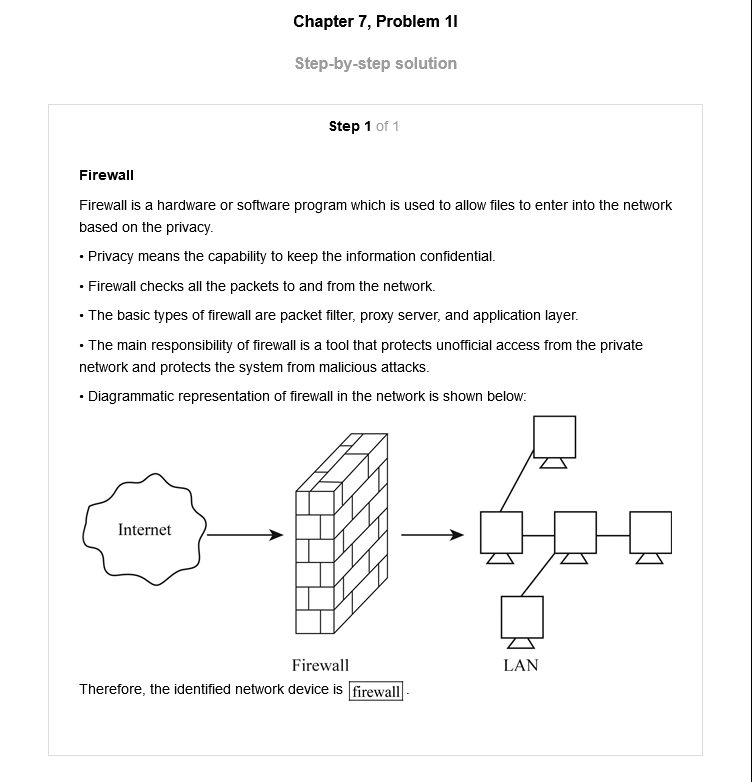 Chapter 7, Problem 1I
Step-by-step solution
Step 1 of 1
Firewall
Firewall is a hardware or software program which is used to allow files to enter into the network
based on the privacy.
• Privacy means the capability to keep the information confidential.
• Firewall checks all the packets to and from the network.
• The basic types of firewall are packet filter, proxy server, and application layer.
• The main responsibility of firewall is a tool that protects unofficial access from the private
network and protects the system from malicious attacks.
• Diagrammatic representation of firewall in the network is shown below:
Internet
Firewall
LAN
Therefore, the identified network device is firewall.